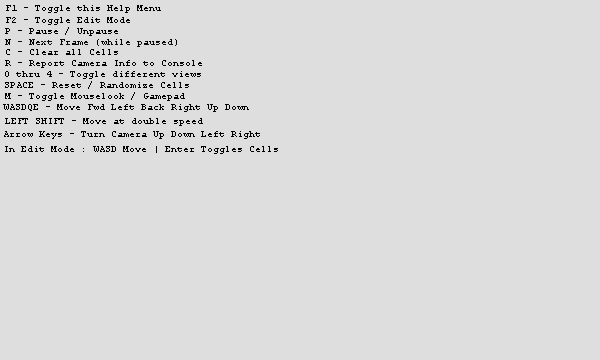 F1 - Toggle this Help Menu
F2 - Toggle Edit Mode
P - Pause / Unpause
N - Next Frame (while paused)
C - Clear all Cells
R - Report Camera Info to Console
0 thru 4 - Toggle different views
SPACE - Reset / Randomize Cells
M - Toggle Mouselook / Gamepad
WASDQE - Move Fwd Left Back Right Up Down
LEFT SHIFT - Move at double speed
Arrow Keys - Turn Camera Up Down Left Right
In Edit Mode : WASD Move | Enter Toggles Cells